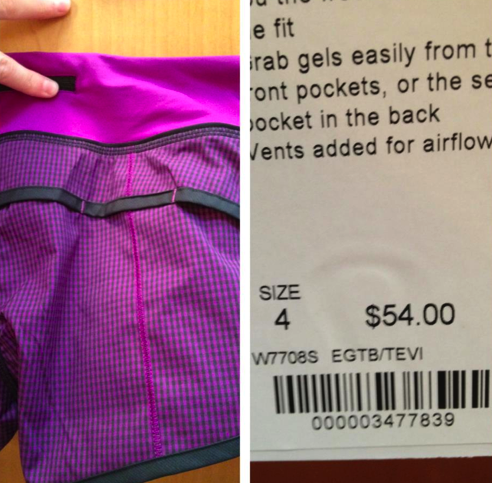 e fit
rab gels easily from t
ront pockets, or the se
ocket in the back
Vents added for airflow
SIZE
4 $54.00
W7708S EGTB/TEVI
000003477839